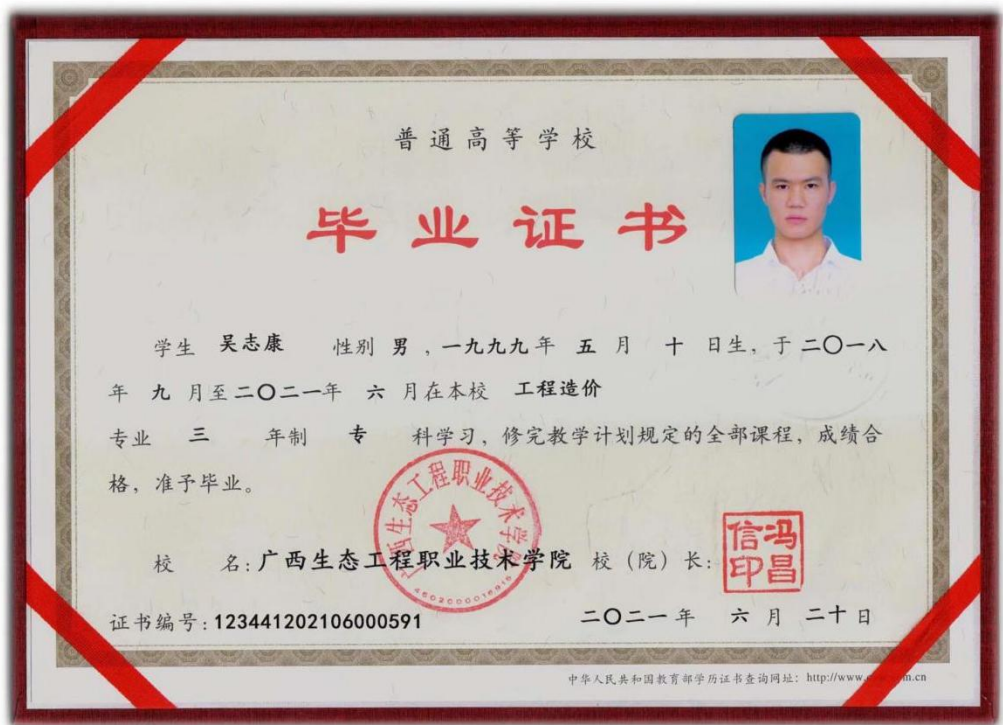 普通高等学校
毕业证书
学生 吴志康 性别 男 ,一九九九年 五 月 十 日生, 于二〇一八
年 九 月至二〇二一年 六 月在本校 工程造价
专业 三 年制 专 科学习, 修完教学计划规定的全部课程, 成绩合
格, 准予毕业。
广西生态工程职业技术学院
校 名: 广西生态工程职业技术学院 校 (院) 长:
冯昌信印
证书编号: 123441202106000591 二〇二一年 六 月 二十日
中华人民共和国教育部学历证书查询网址: http://www.